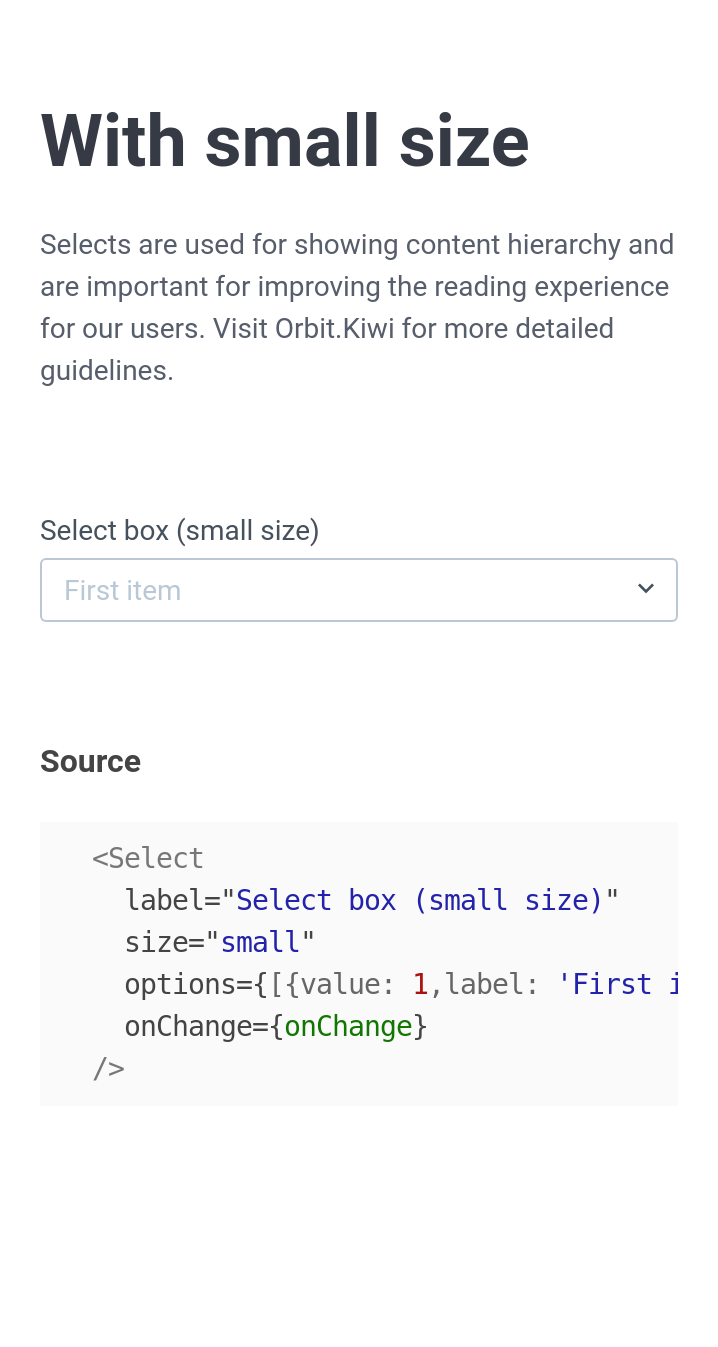 With small size
Selects are used for showing content hierarchy and
are important for improving the reading experience
for our users. Visit Orbit.Kiwi for more detailed
guidelines.
Select box (small size)
First item
Source
<Select
  label="Select box (small size)"
  size="small"
  options={[{value: 1,label: 'First i
  onChange={onChange}
/>